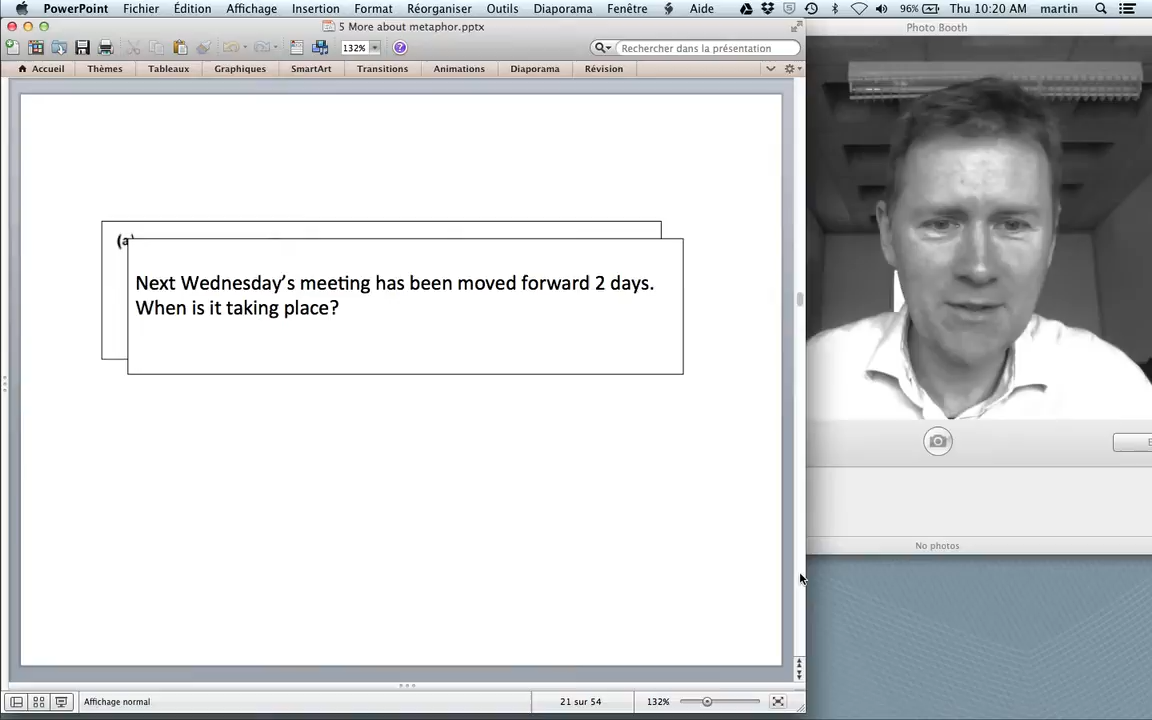 PowerPoint Fichier Édition Affichage Insertion Format Réorganiser Outils Diaporama Fenêtre Aide 96% Thu 10:20 AM martin
5 More about metaphor.pptx
Photo Booth
132%
Rechercher dans la présentation
Accueil Thèmes Tableaux Graphiques SmartArt Transitions Animations Diaporama Révision
(a)
Next Wednesday’s meeting has been moved forward 2 days.
When is it taking place?
No photos
Affichage normal 21 sur 54 132%